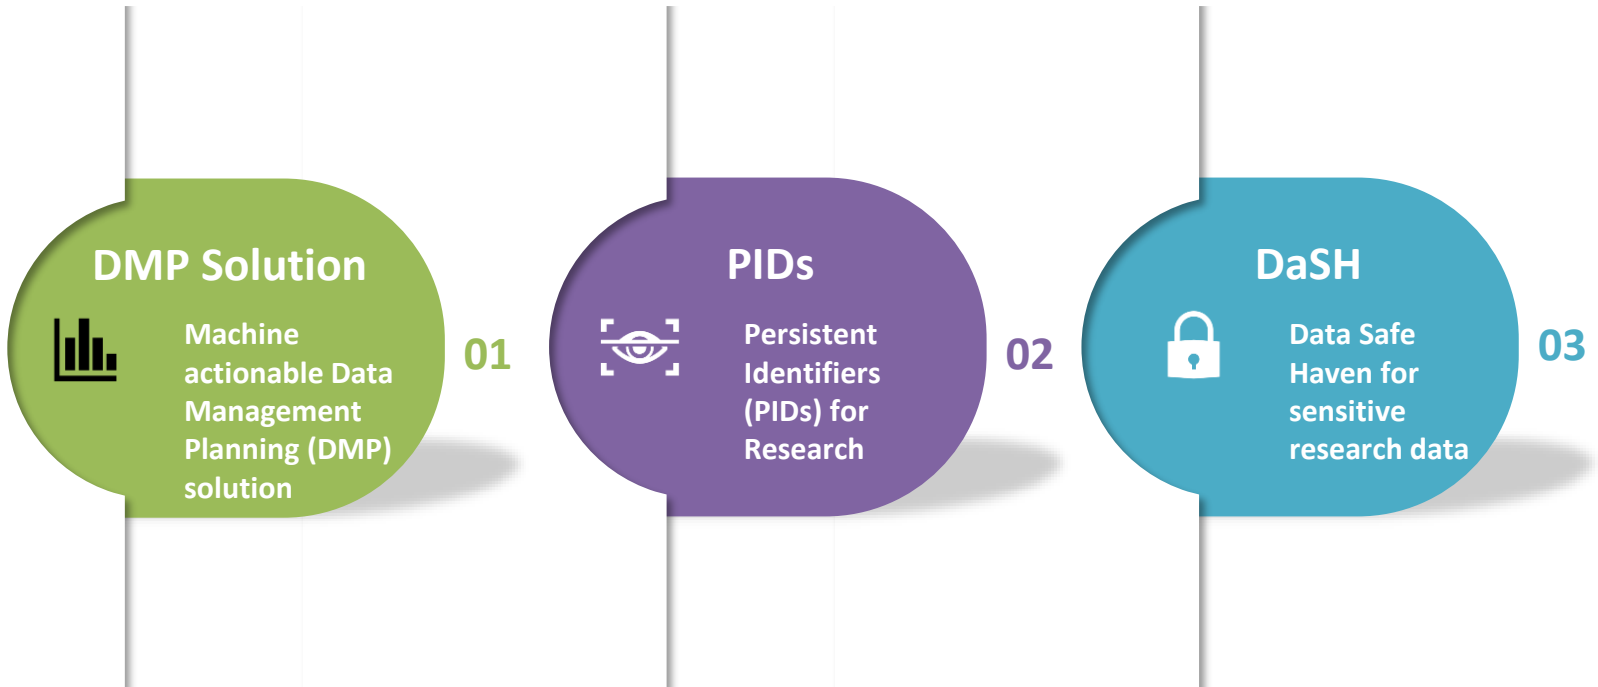 DMP Solution
Machine
actionable Data
Management
Planning (DMP)
solution
01
PIDs
Persistent
Identifiers
(PIDs) for
Research
02
DaSH
Data Safe
Haven for
sensitive
research data
03